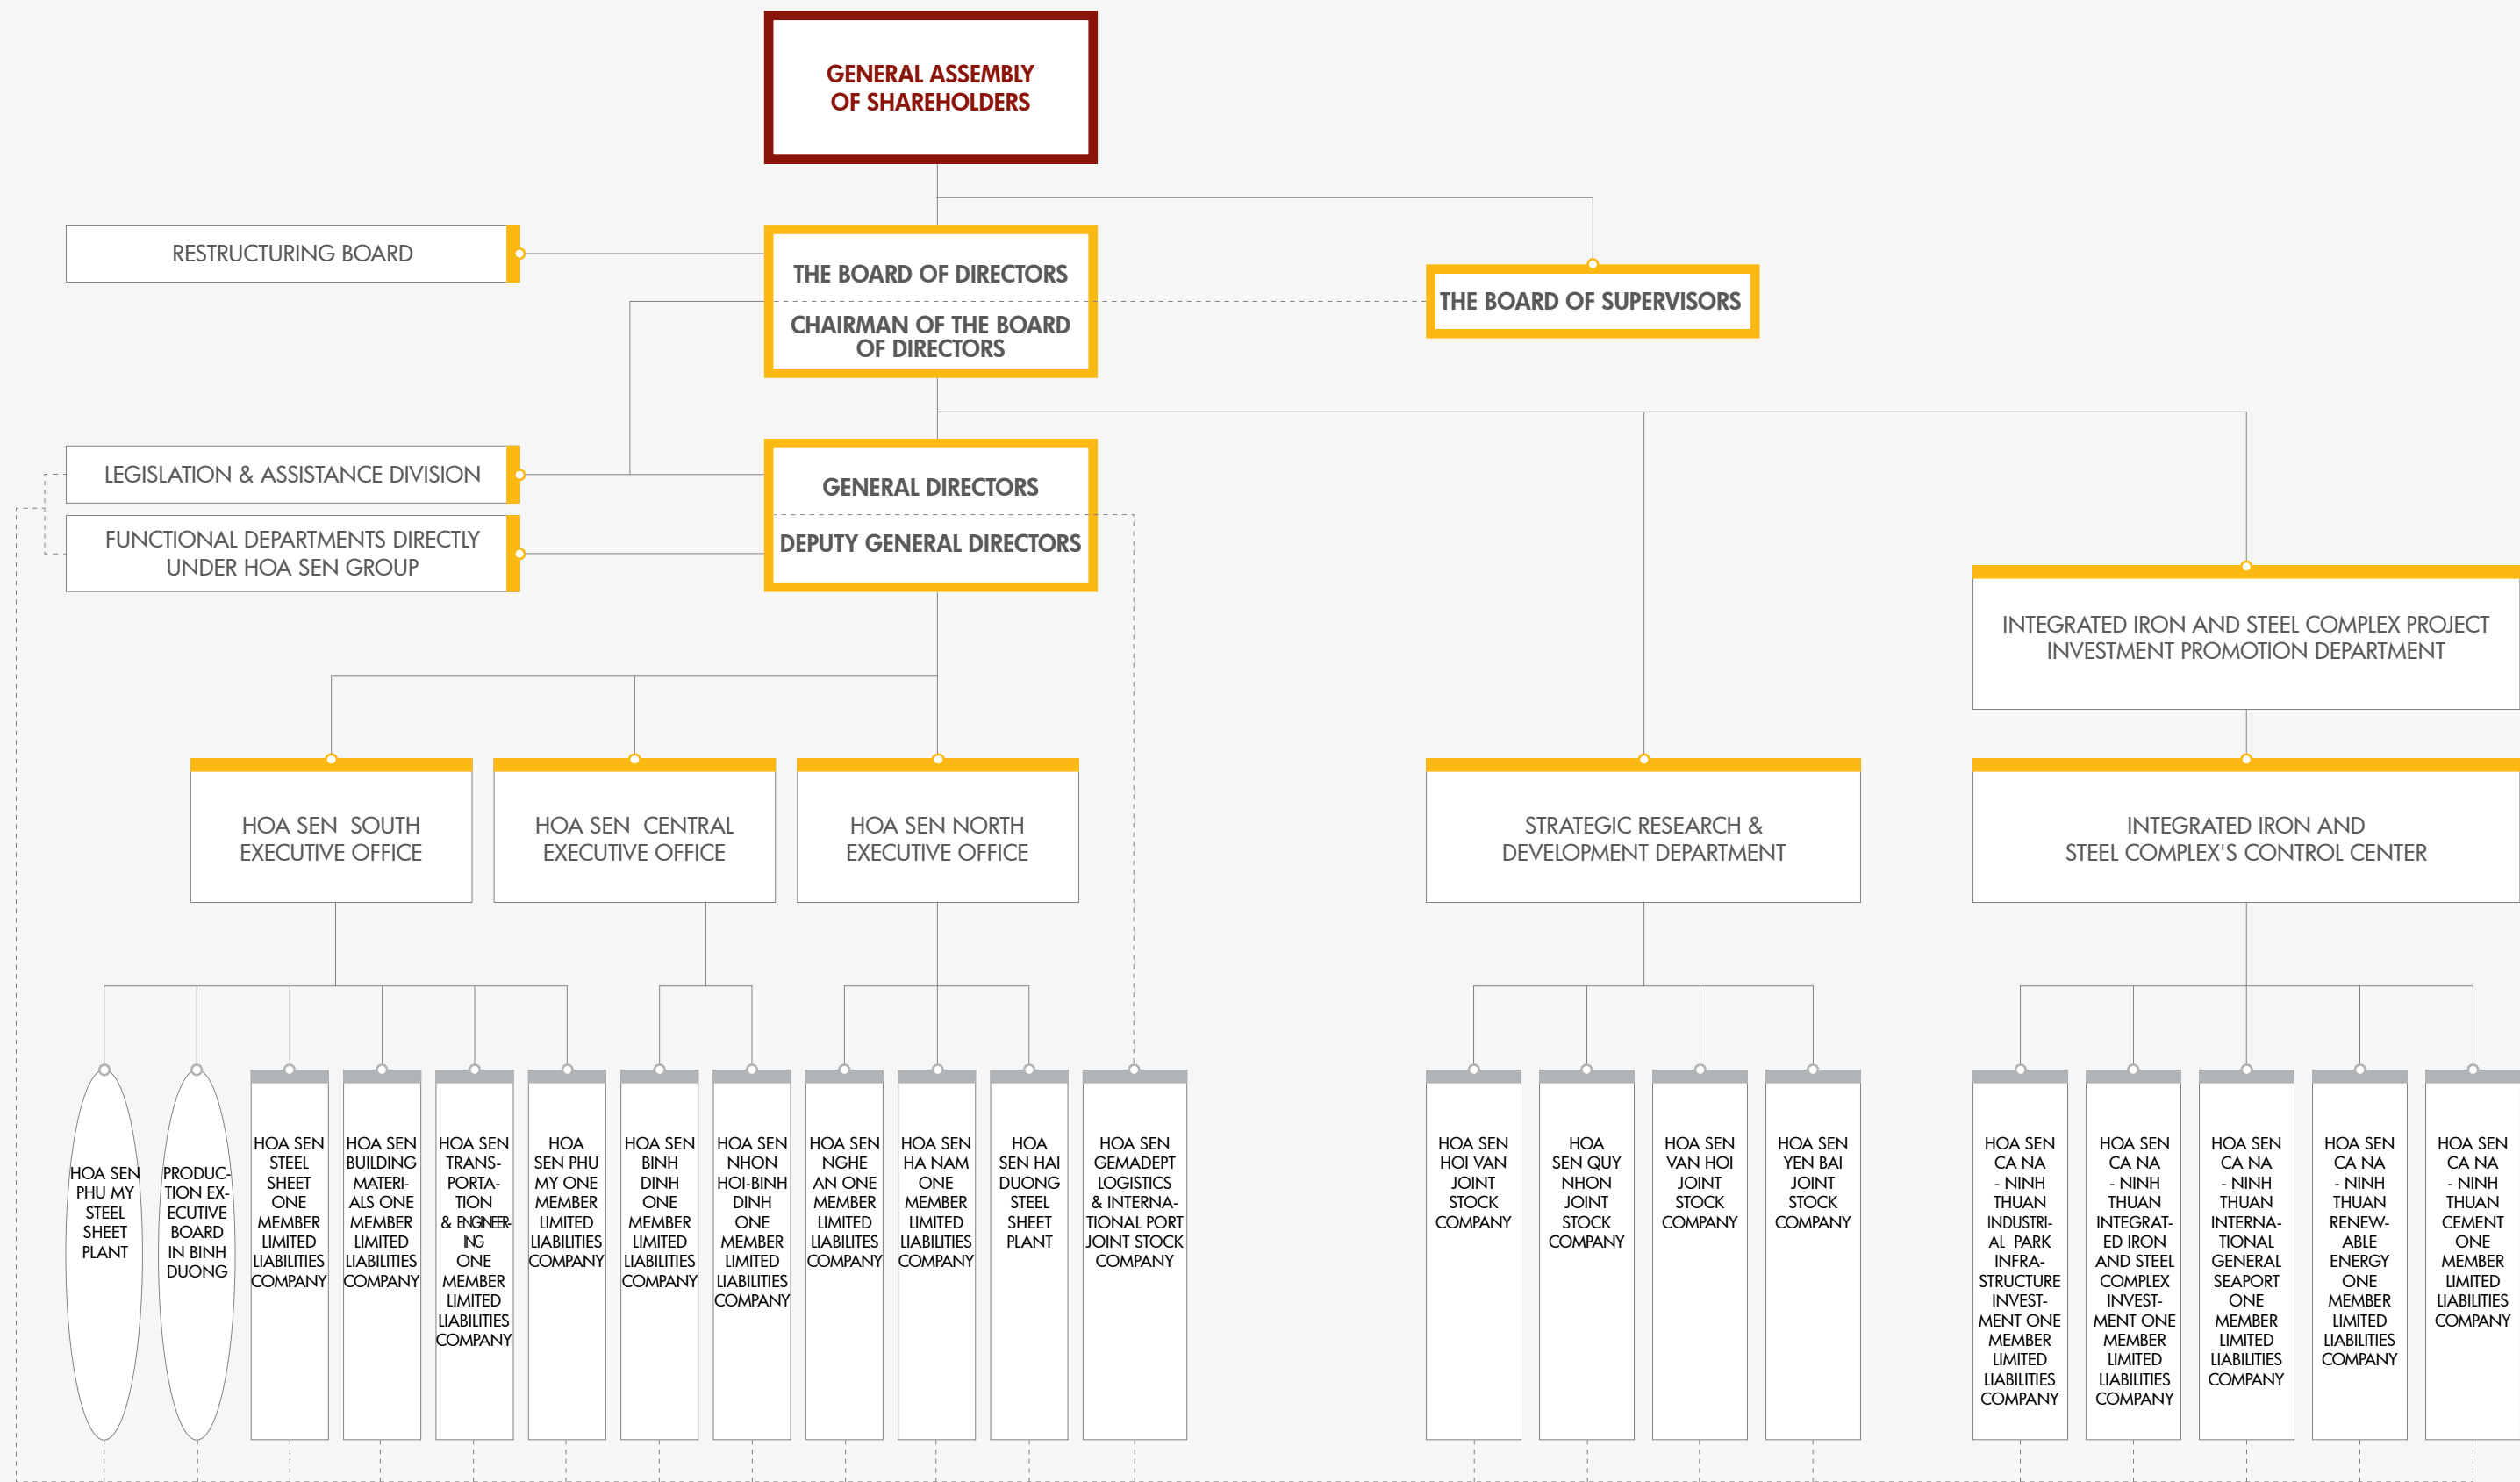 GENERAL ASSEMBLY
OF SHAREHOLDERS
RESTRUCTURING BOARD
THE BOARD OF DIRECTORS
CHAIRMAN OF THE BOARD
OF DIRECTORS
THE BOARD OF SUPERVISORS
LEGISLATION & ASSISTANCE DIVISION
FUNCTIONAL DEPARTMENTS DIRECTLY
UNDER HOA SEN GROUP
GENERAL DIRECTORS
DEPUTY GENERAL DIRECTORS
INTEGRATED IRON AND STEEL COMPLEX PROJECT
INVESTMENT PROMOTION DEPARTMENT
HOA SEN SOUTH
EXECUTIVE OFFICE
HOA SEN CENTRAL
EXECUTIVE OFFICE
HOA SEN NORTH
EXECUTIVE OFFICE
STRATEGIC RESEARCH &
DEVELOPMENT DEPARTMENT
INTEGRATED IRON AND
STEEL COMPLEX'S CONTROL CENTER
HOA SEN
PHU MY
STEEL
SHEET
PLANT
PRODUC-
TION EX-
ECUTIVE
BOARD
IN BINH
DUONG
HOA SEN
STEEL
SHEET
ONE
MEMBER
LIMITED
LIABILITIES
COMPANY
HOA SEN
BUILDING
MATERI-
ALS ONE
MEMBER
LIMITED
LIABILITIES
COMPANY
HOA SEN
TRANS-
PORTA-
TION
& ENGINEER-
ING
ONE
MEMBER
LIMITED
LIABILITIES
COMPANY
HOA
SEN PHU
MY ONE
MEMBER
LIMITED
LIABILITIES
COMPANY
HOA SEN
BINH
DINH
ONE
MEMBER
LIMITED
LIABILITIES
COMPANY
HOA SEN
NHON
HOI-BINH
DINH
ONE
MEMBER
LIMITED
LIABILITIES
COMPANY
HOA SEN
NGHE
AN ONE
MEMBER
LIMITED
LIABILITES
COMPANY
HOA SEN
HA NAM
ONE
MEMBER
LIMITED
LIABILITIES
COMPANY
HOA
SEN HAI
DUONG
STEEL
SHEET
PLANT
HOA SEN
GEMADEPT
LOGISTICS
& INTERNA-
TIONAL PORT
JOINT STOCK
COMPANY
HOA SEN
HOI VAN
JOINT
STOCK
COMPANY
HOA
SEN QUY
NHON
JOINT
STOCK
COMPANY
HOA SEN
VAN HOI
JOINT
STOCK
COMPANY
HOA SEN
YEN BAI
JOINT
STOCK
COMPANY
HOA SEN
CA NA
- NINH
THUAN
INDUSTRI-
AL PARK
INFRA-
STRUCTURE
INVEST-
MENT ONE
MEMBER
LIMITED
LIABILITIES
COMPANY
HOA SEN
CA NA
- NINH
THUAN
INTEGRAT-
ED IRON
AND STEEL
COMPLEX
INVEST-
MENT ONE
MEMBER
LIMITED
LIABILITIES
COMPANY
HOA SEN
CA NA
- NINH
THUAN
INTERNA-
TIONAL
GENERAL
SEAPORT
ONE
MEMBER
LIMITED
LIABILITIES
COMPANY
HOA SEN
CA NA
- NINH
THUAN
RENEW-
ABLE
ENERGY
ONE
MEMBER
LIMITED
LIABILITIES
COMPANY
HOA SEN
CA NA
- NINH
THUAN
CEMENT
ONE
MEMBER
LIMITED
LIABILITIES
COMPANY